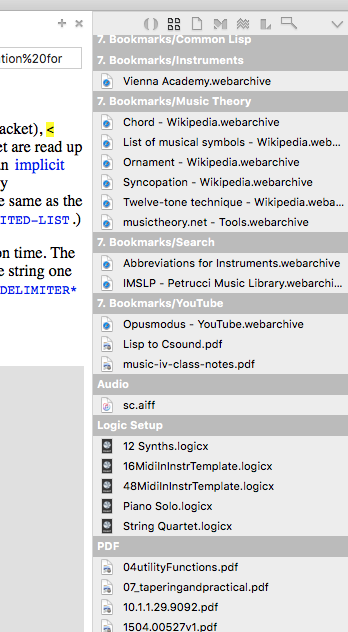 7. Bookmarks/Common Lisp
7. Bookmarks/Instruments
tion%20for
Vienna Academy.webarchive
7. Bookmarks/Music Theory
acket), <
Chord - Wikipedia.webarchive
et are read up
List of musical symbols - Wikipedia.web...
an implicit
Ornament - Wikipedia.webarchive
y
Syncopation - Wikipedia.webarchive
e same as the
Twelve-tone technique - Wikipedia.weba...
ITED-LIST.)
musictheory.net - Tools.webarchive
7. Bookmarks/Search
on time. The
Abbreviations for Instruments.webarchive
e string one
IMSLP - Petrucci Music Library.webarchi...
DELIMITER*
7. Bookmarks/YouTube
Opusmodus - YouTube.webarchive
Lisp to Csound.pdf
music-iv-class-notes.pdf
Audio
sc.aiff
Logic Setup
12 Synths.logicx
16MidiInInstrTemplate.logicx
48MidiInInstrTemplate.logicx
Piano Solo.logicx
String Quartet.logicx
PDF
04utilityFunctions.pdf
07_taperingandpractical.pdf
10.1.1.29.9092.pdf
1504.00527v1.pdf